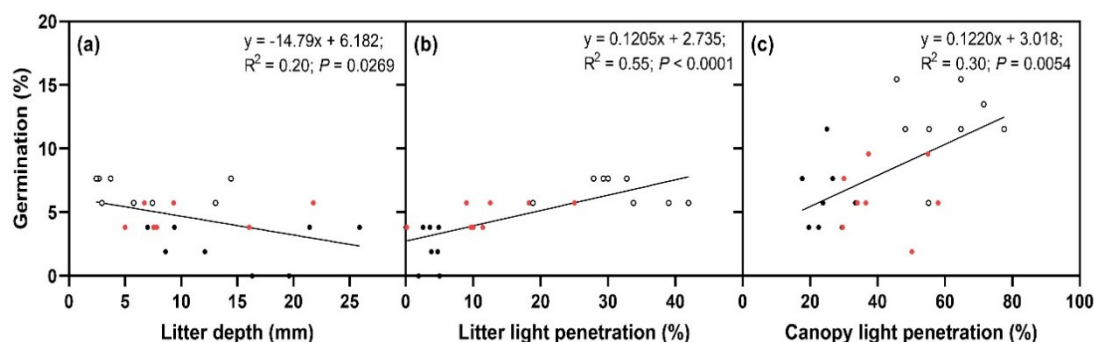 (a)
y = -14.79x + 6.182;
R² = 0.20; P = 0.0269
(b)
y = 0.1205x + 2.735;
R² = 0.55; P < 0.0001
(c)
y = 0.1220x + 3.018;
R² = 0.30; P = 0.0054
Germination (%)
20
15
10
5
0
0 5 10 15 20 25
Litter depth (mm)
0 10 20 30 40
Litter light penetration (%)
20 40 60 80 100
Canopy light penetration (%)